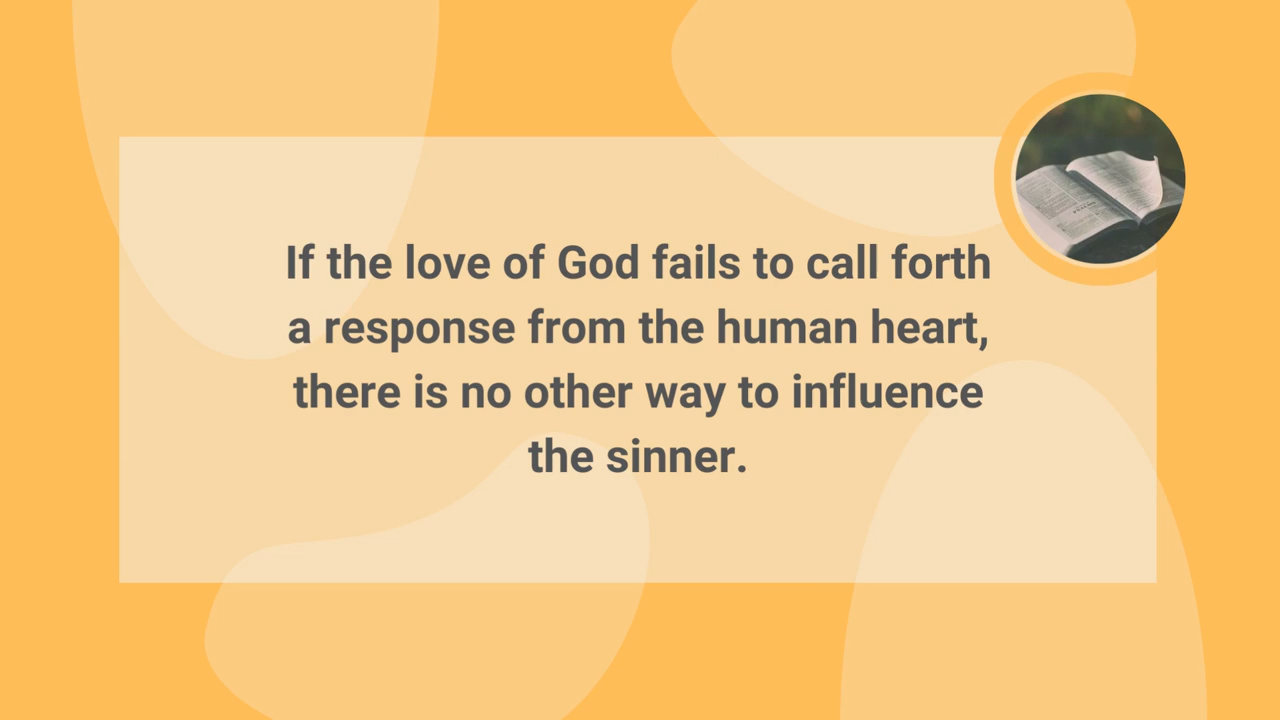 If the love of God fails to call forth
a response from the human heart,
there is no other way to influence
the sinner.